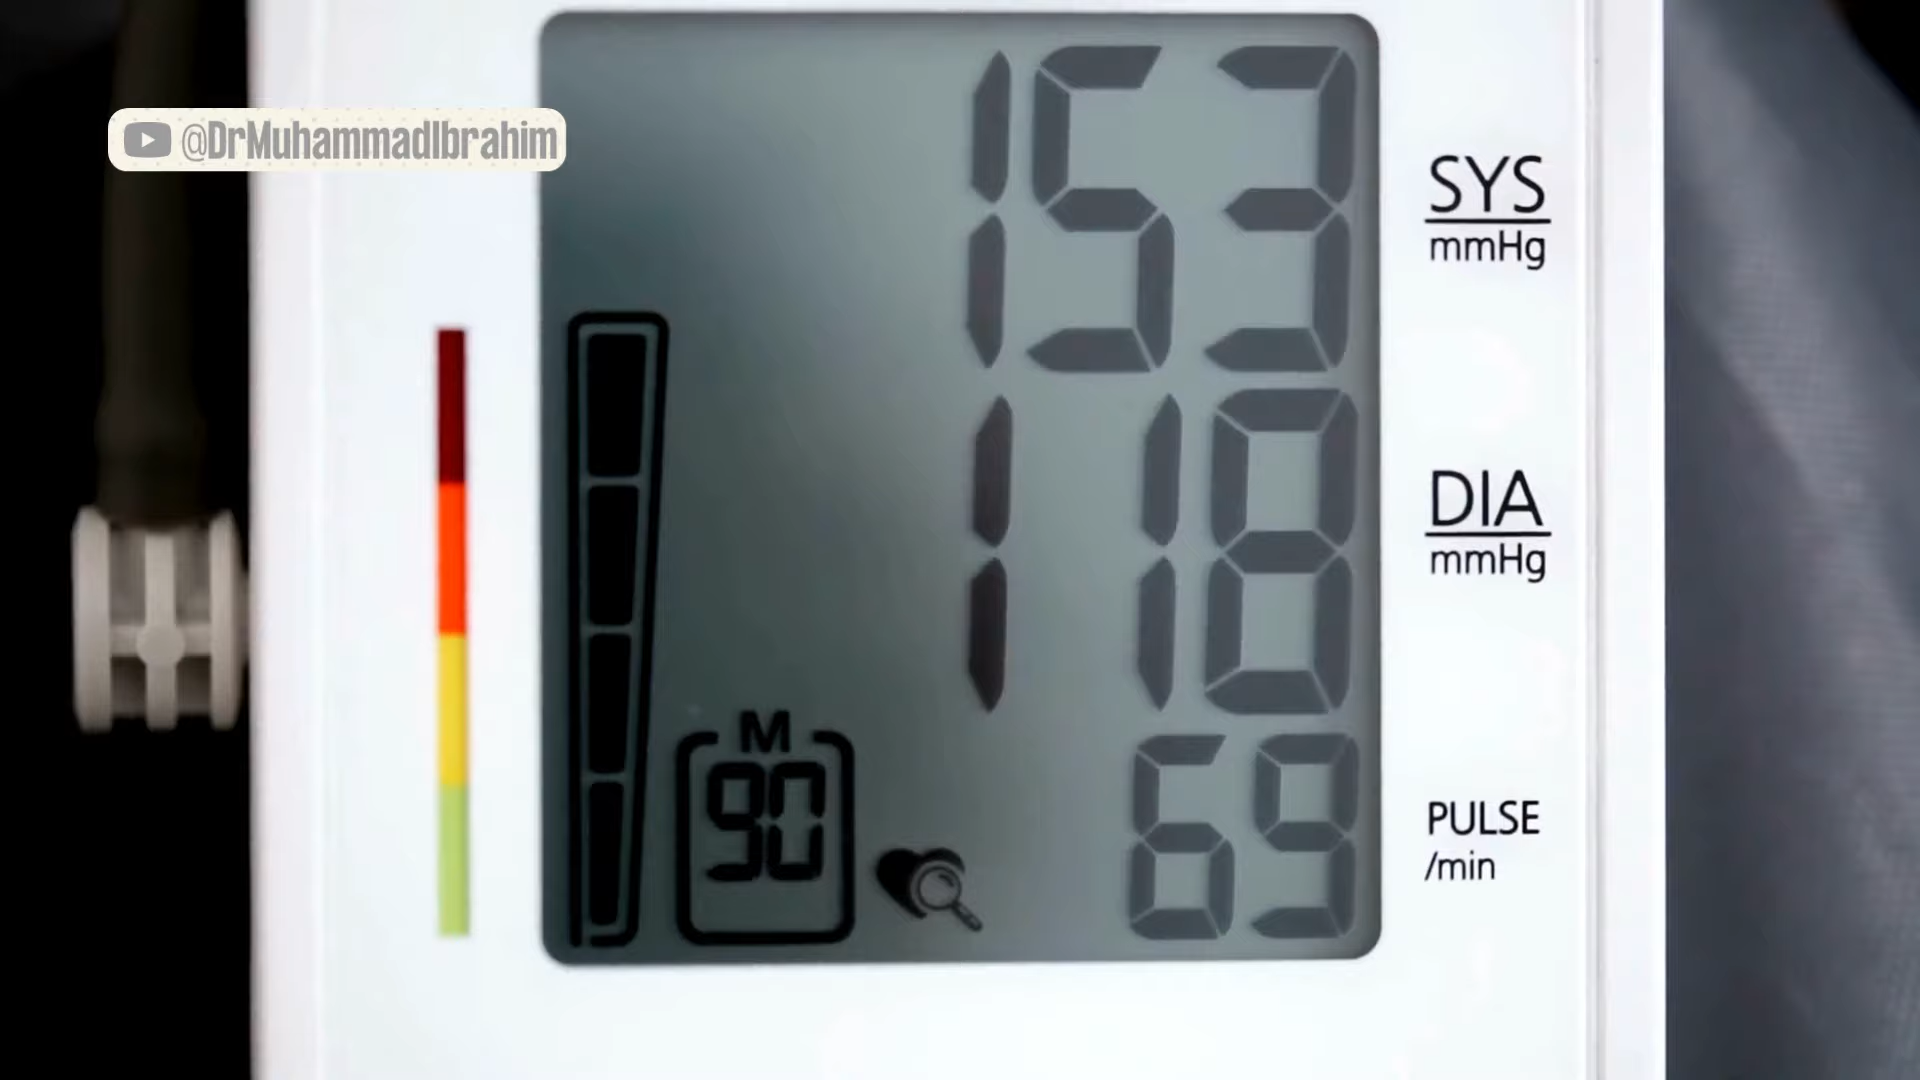 @DrMuhammadIbrahim
153
SYS
mmHg
118
DIA
mmHg
M
90
69
PULSE
/min